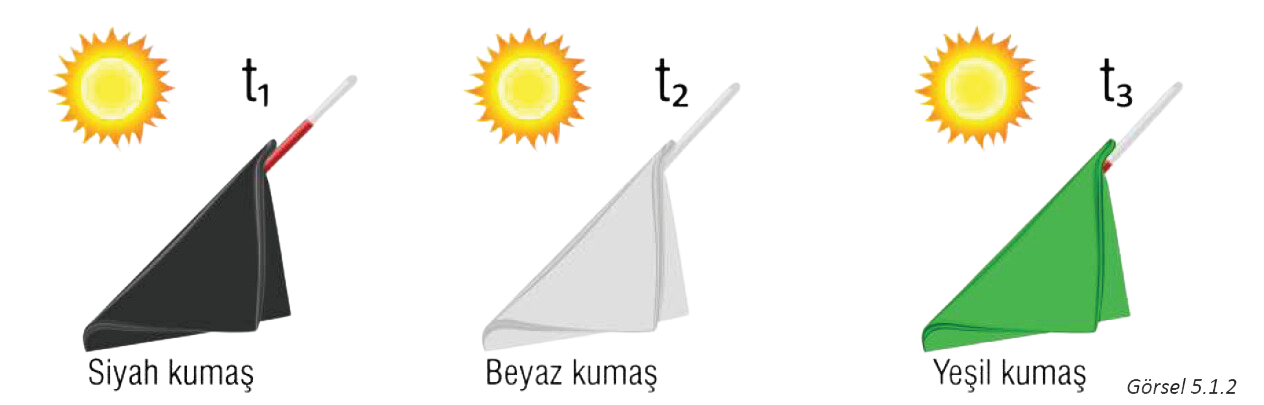 t₁
t₂
t₃
Siyah kumaş
Beyaz kumaş
Yeşil kumaş
Görsel 5.1.2